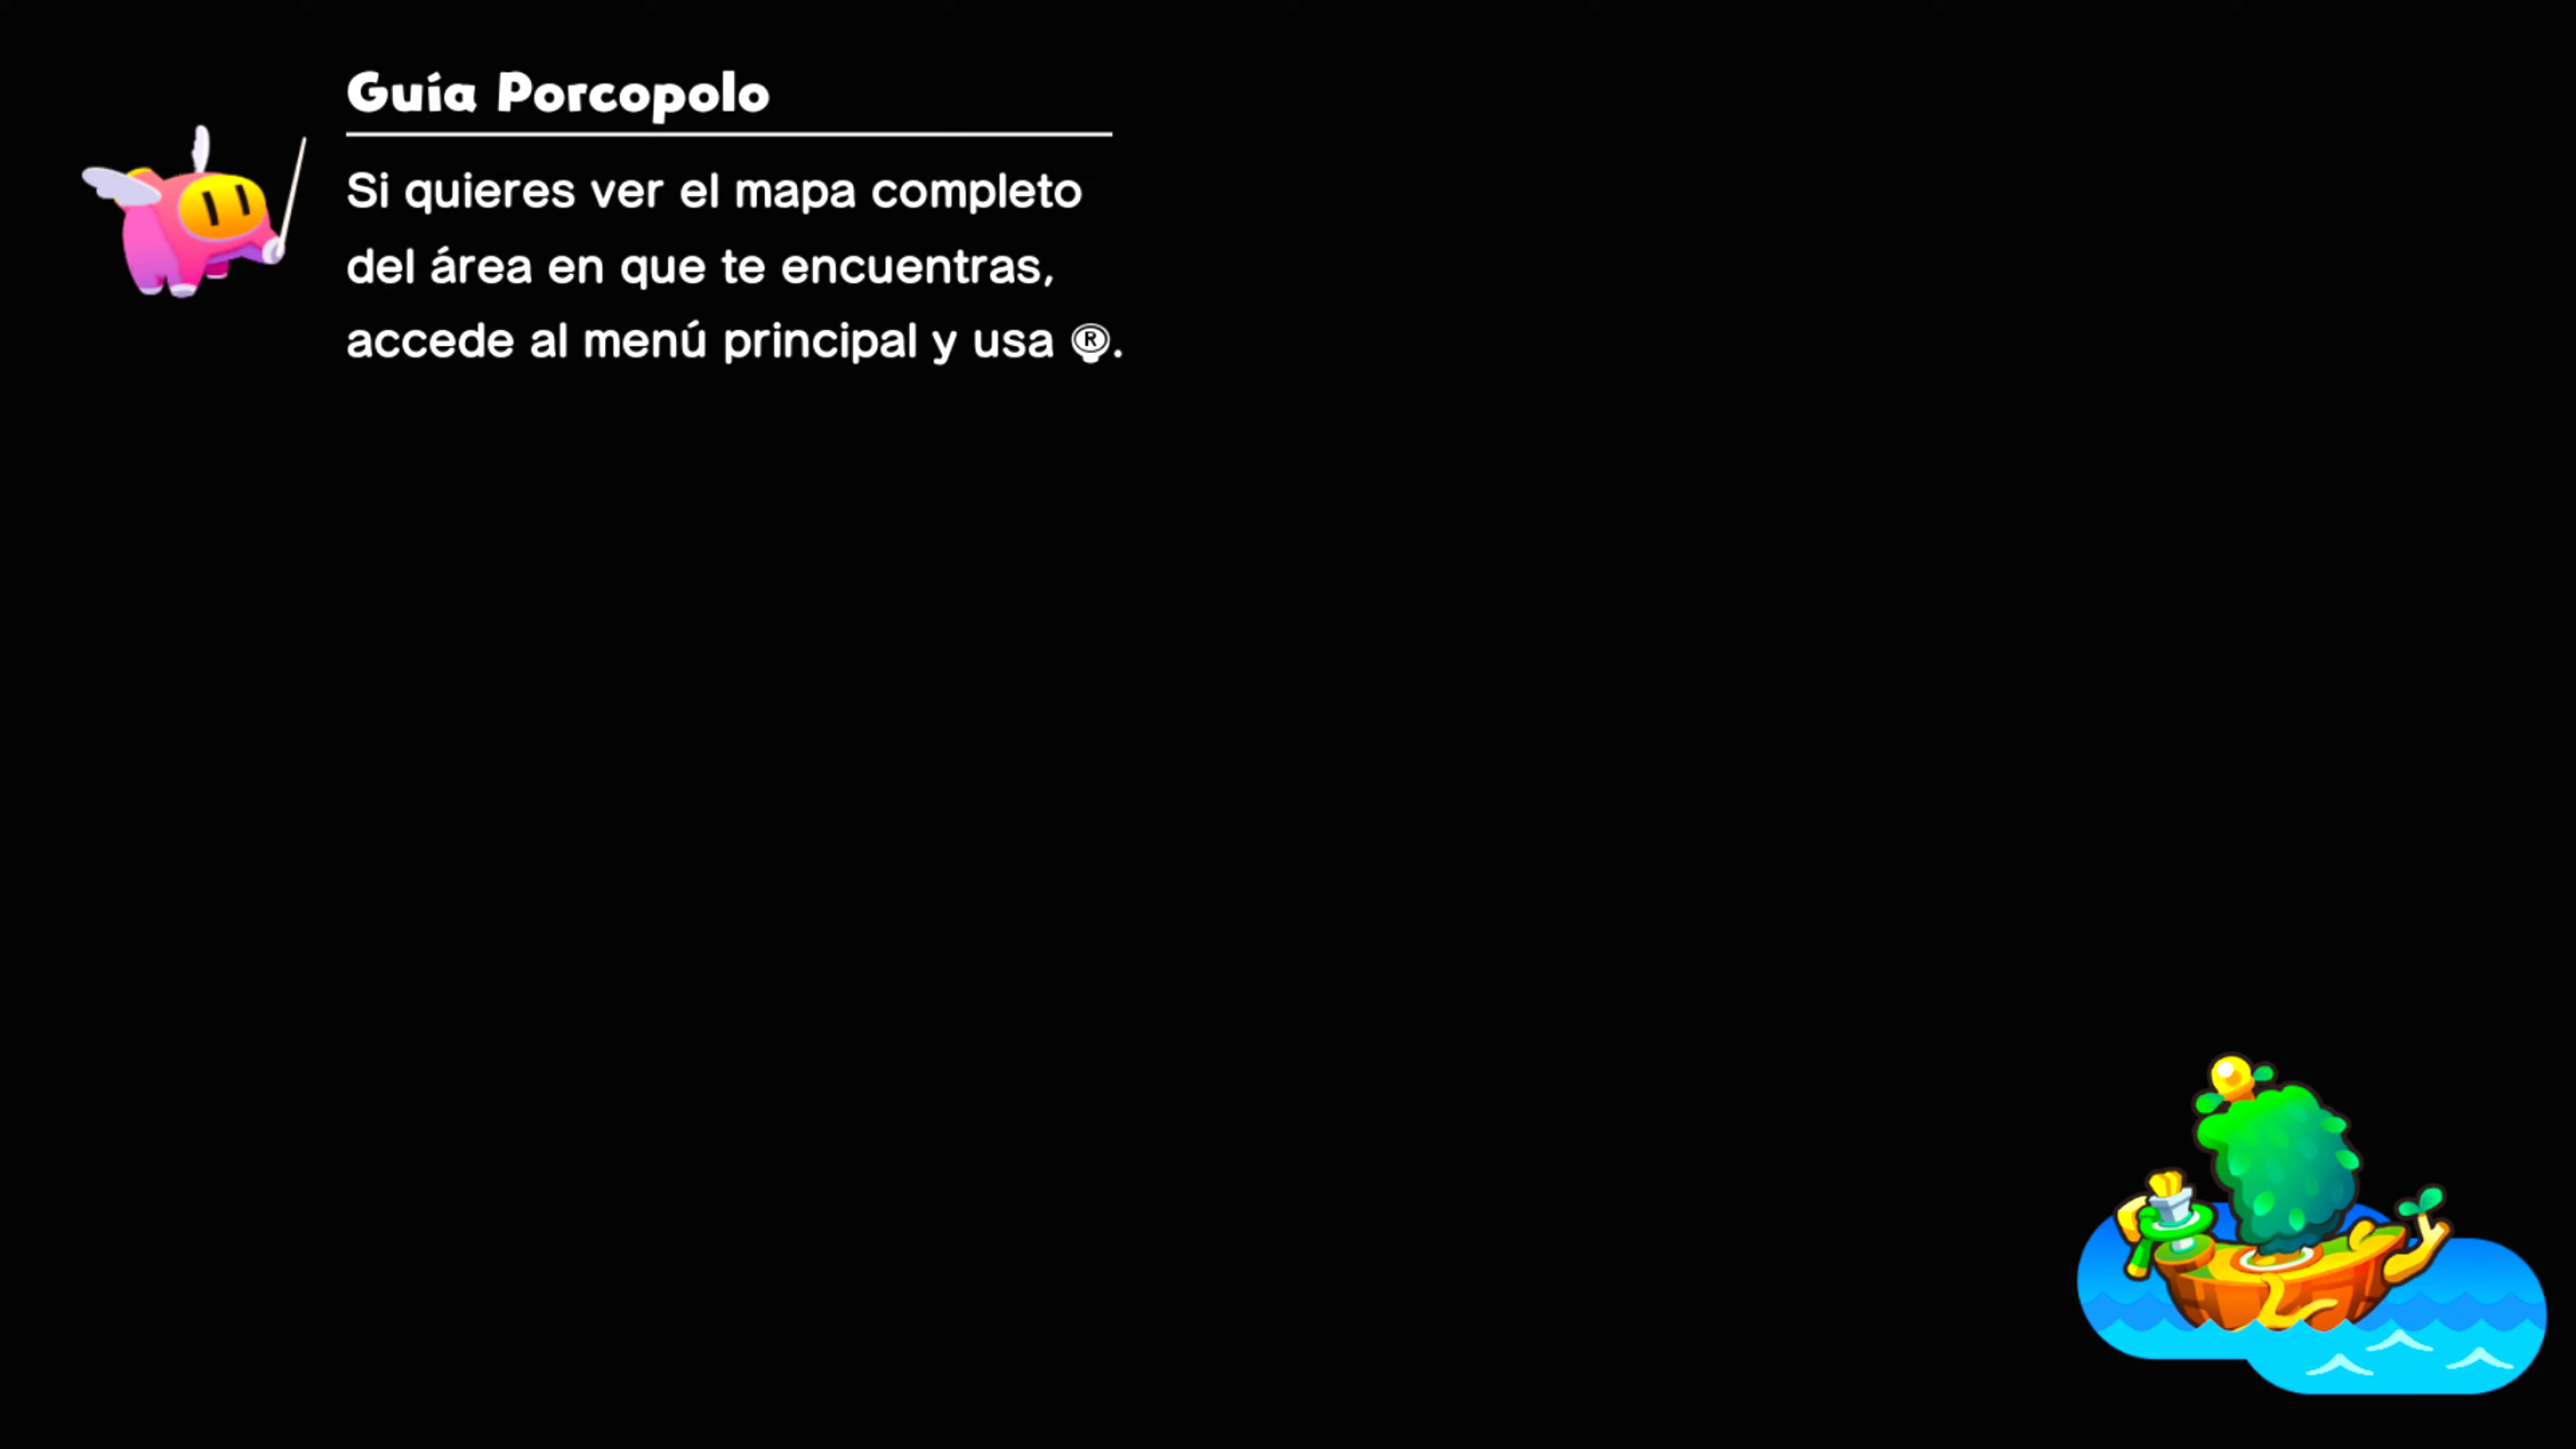 Guía Porcopolo
Si quieres ver el mapa completo
del área en que te encuentras,
accede al menú principal y usa Ⓡ.